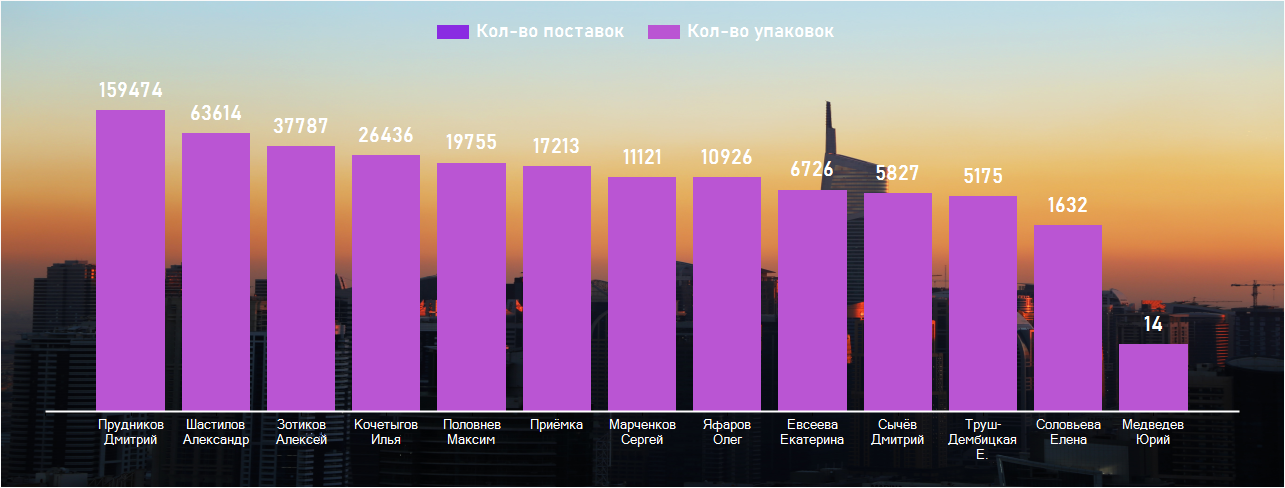 Кол-во поставок Кол-во упаковок
159474
63614
37787
26436
19755
17213
11121
10926
6726
5827
5175
1632
14
Прудников
Дмитрий
Шастилов
Александр
Зотиков
Алексей
Кочетыгов
Илья
Половнев
Максим
Приёмка
Марченков
Сергей
Яфаров
Олег
Евсеева
Екатерина
Сычёв
Дмитрий
Труш-
Дембицкая
Е.
Соловьева
Елена
Медведев
Юрий